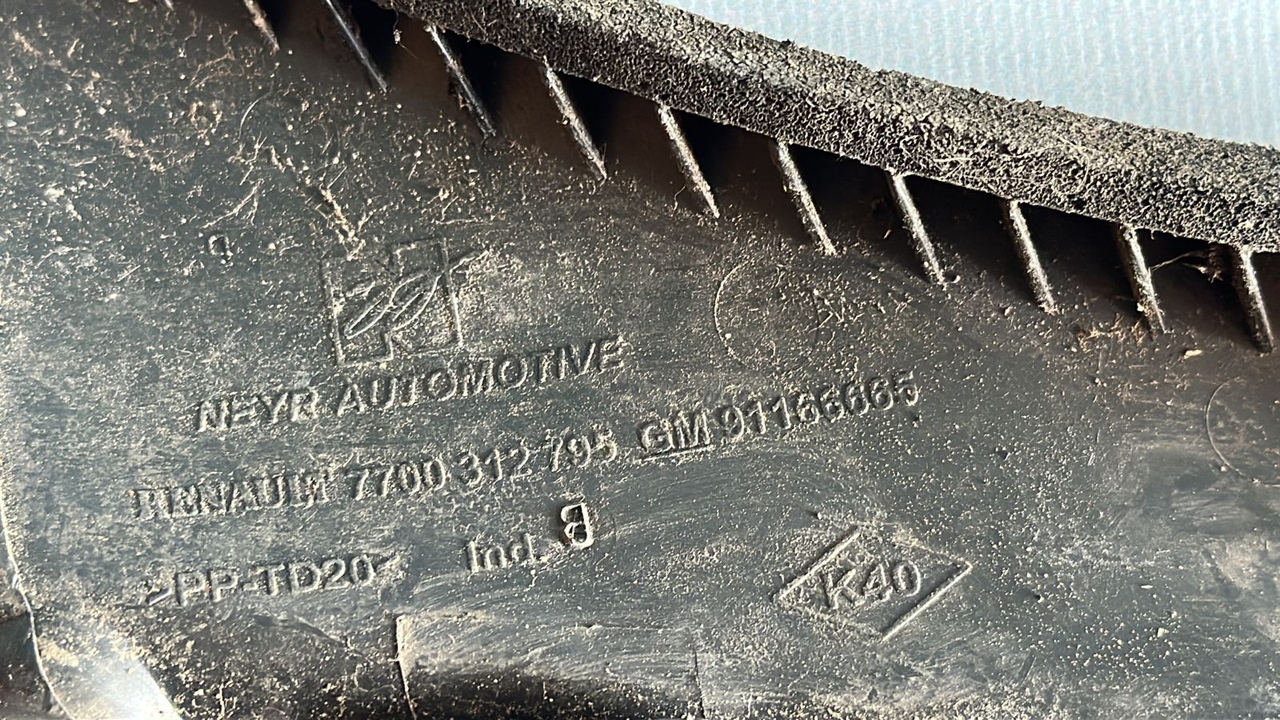 NEYR AUTOMOTIVE
RENAULT 7700 312 795 GM 91166665
Ind. B
>PP-TD20<
K40